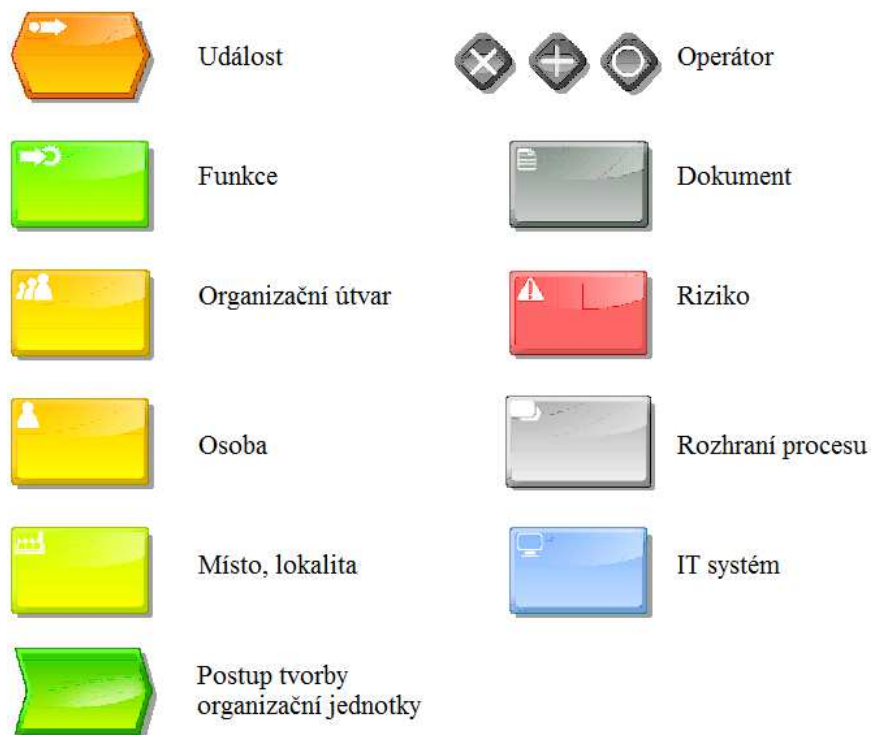 Událost
Operátor
Funkce
Dokument
Organizační útvar
Riziko
Osoba
Rozhraní procesu
Místo, lokalita
IT systém
Postup tvorby
organizační jednotky